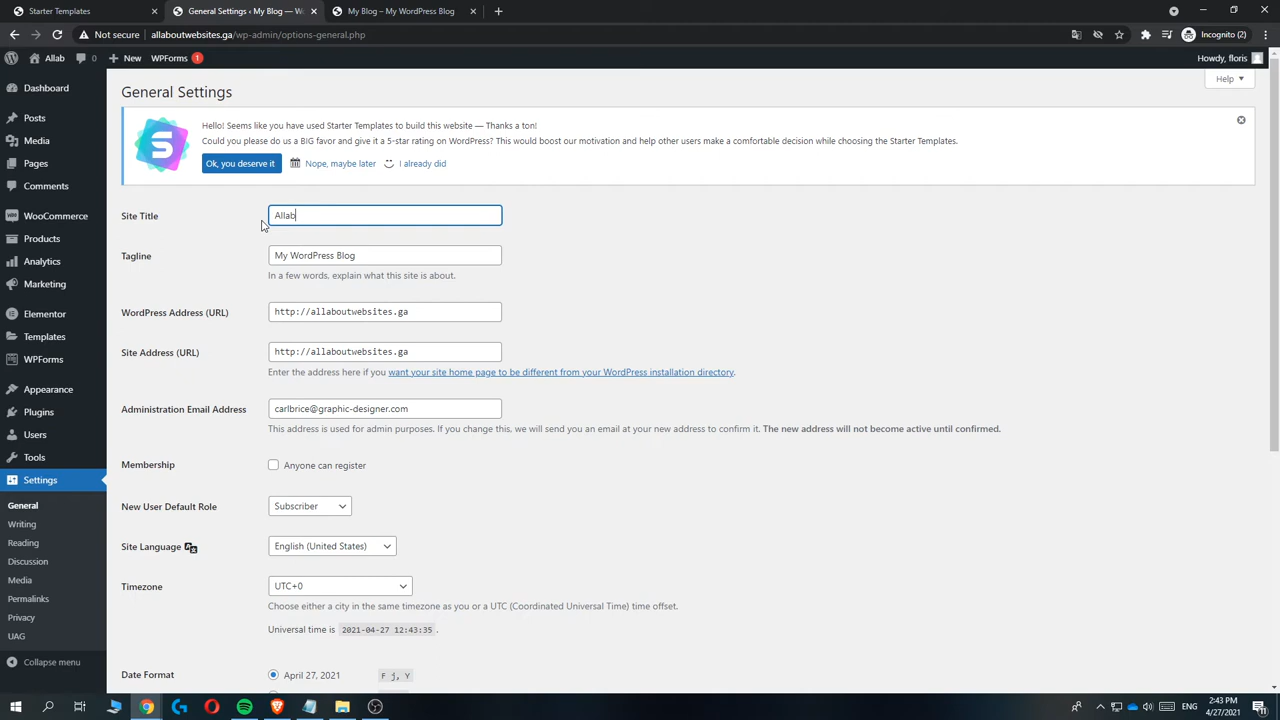 Starter Templates
General Settings ‹ My Blog — W
My Blog – My WordPress Blog
Not secure
allaboutwebsites.ga/wp-admin/options-general.php
Incognito (2)
Allab
0
New
WPForms
1
Howdy, floris
Dashboard
Posts
Media
Pages
Comments
WooCommerce
Products
Analytics
Marketing
Elementor
Templates
WPForms
Appearance
Plugins
Users
Tools
Settings
General
Writing
Reading
Discussion
Media
Permalinks
Privacy
UAG
Collapse menu
Help
General Settings
Hello! Seems like you have used Starter Templates to build this website — Thanks a ton!
Could you please do us a BIG favor and give it a 5-star rating on WordPress? This would boost our motivation and help other users make a comfortable decision while choosing the Starter Templates.
Ok, you deserve it
Nope, maybe later
I already did
Site Title
Allab
Tagline
My WordPress Blog
In a few words, explain what this site is about.
WordPress Address (URL)
http://allaboutwebsites.ga
Site Address (URL)
http://allaboutwebsites.ga
Enter the address here if you want your site home page to be different from your WordPress installation directory.
Administration Email Address
carlbrice@graphic-designer.com
This address is used for admin purposes. If you change this, we will send you an email at your new address to confirm it. The new address will not become active until confirmed.
Membership
Anyone can register
New User Default Role
Subscriber
Site Language
English (United States)
Timezone
UTC+0
Choose either a city in the same timezone as you or a UTC (Coordinated Universal Time) time offset.
Universal time is 2021-04-27 12:43:35 .
Date Format
April 27, 2021
F j, Y
ENG
2:43 PM
4/27/2021